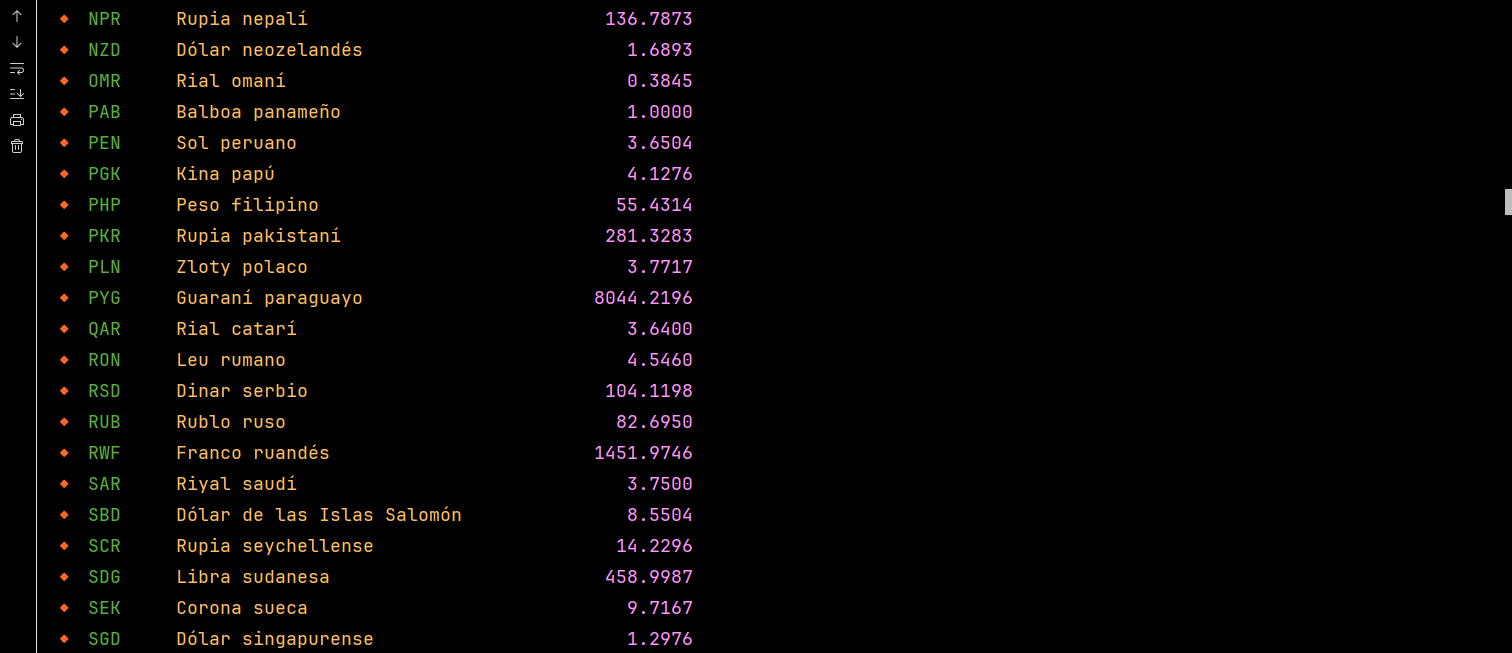 NPR Rupia nepalí 136.7873
NZD Dólar neozelandés 1.6893
OMR Rial omaní 0.3845
PAB Balboa panameño 1.0000
PEN Sol peruano 3.6504
PGK Kina papú 4.1276
PHP Peso filipino 55.4314
PKR Rupia pakistaní 281.3283
PLN Zloty polaco 3.7717
PYG Guaraní paraguayo 8044.2196
QAR Rial catarí 3.6400
RON Leu rumano 4.5460
RSD Dinar serbio 104.1198
RUB Rublo ruso 82.6950
RWF Franco ruandés 1451.9746
SAR Riyal saudí 3.7500
SBD Dólar de las Islas Salomón 8.5504
SCR Rupia seychellense 14.2296
SDG Libra sudanesa 458.9987
SEK Corona sueca 9.7167
SGD Dólar singapurense 1.2976